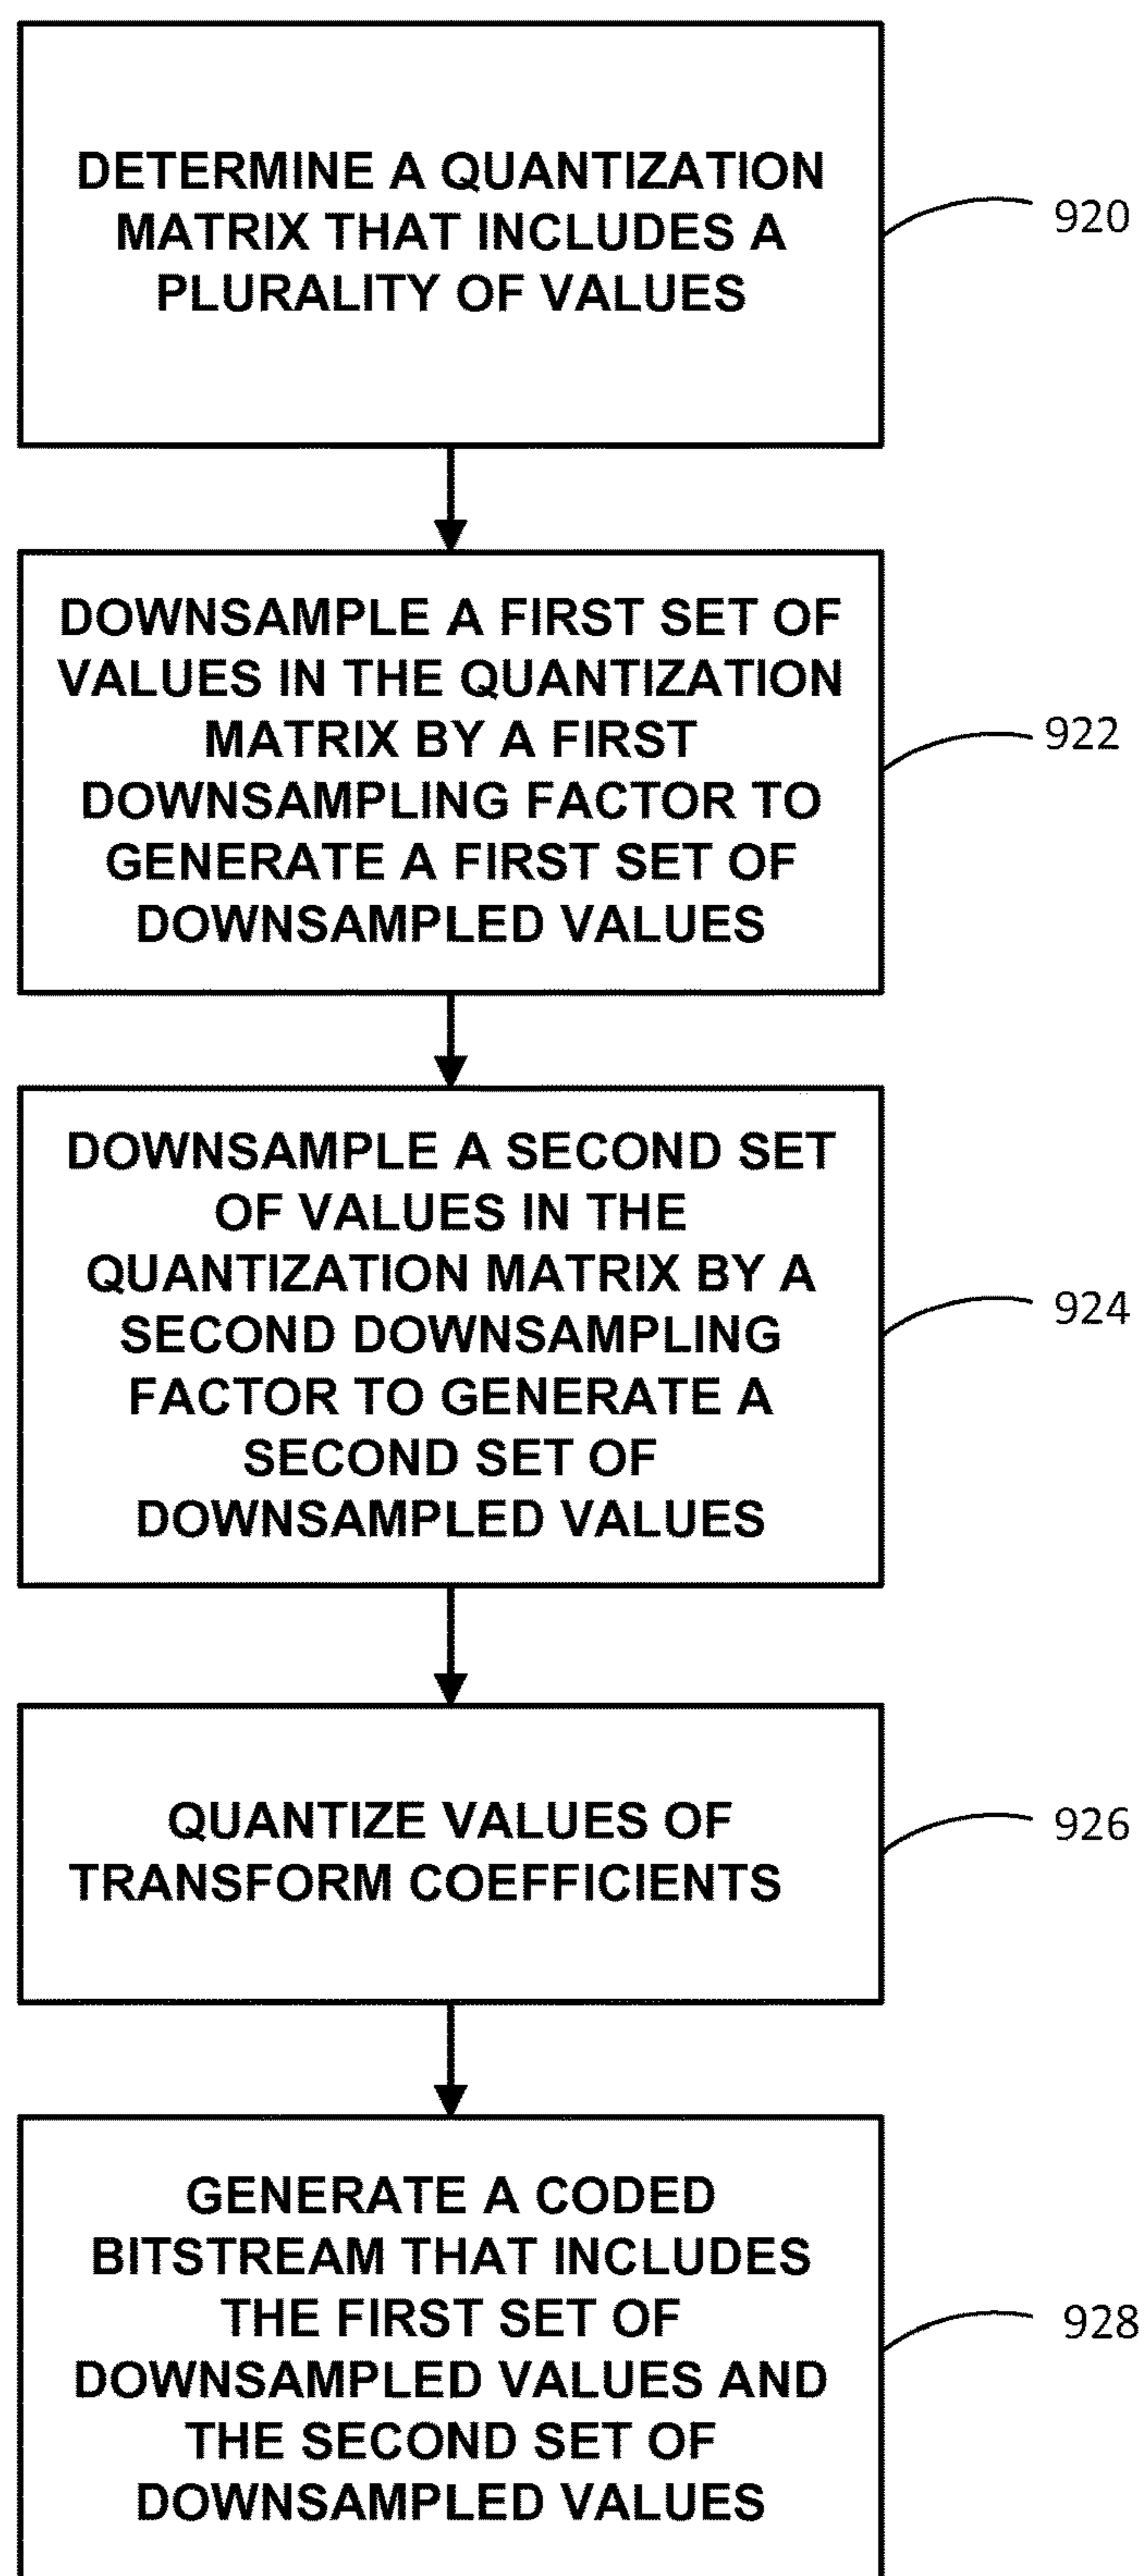 DETERMINE A QUANTIZATION
MATRIX THAT INCLUDES A
PLURALITY OF VALUES
920
DOWNSAMPLE A FIRST SET OF
VALUES IN THE QUANTIZATION
MATRIX BY A FIRST
DOWNSAMPLING FACTOR TO
GENERATE A FIRST SET OF
DOWNSAMPLED VALUES
922
DOWNSAMPLE A SECOND SET
OF VALUES IN THE
QUANTIZATION MATRIX BY A
SECOND DOWNSAMPLING
FACTOR TO GENERATE A
SECOND SET OF
DOWNSAMPLED VALUES
924
QUANTIZE VALUES OF
TRANSFORM COEFFICIENTS
926
GENERATE A CODED
BITSTREAM THAT INCLUDES
THE FIRST SET OF
DOWNSAMPLED VALUES AND
THE SECOND SET OF
DOWNSAMPLED VALUES
928